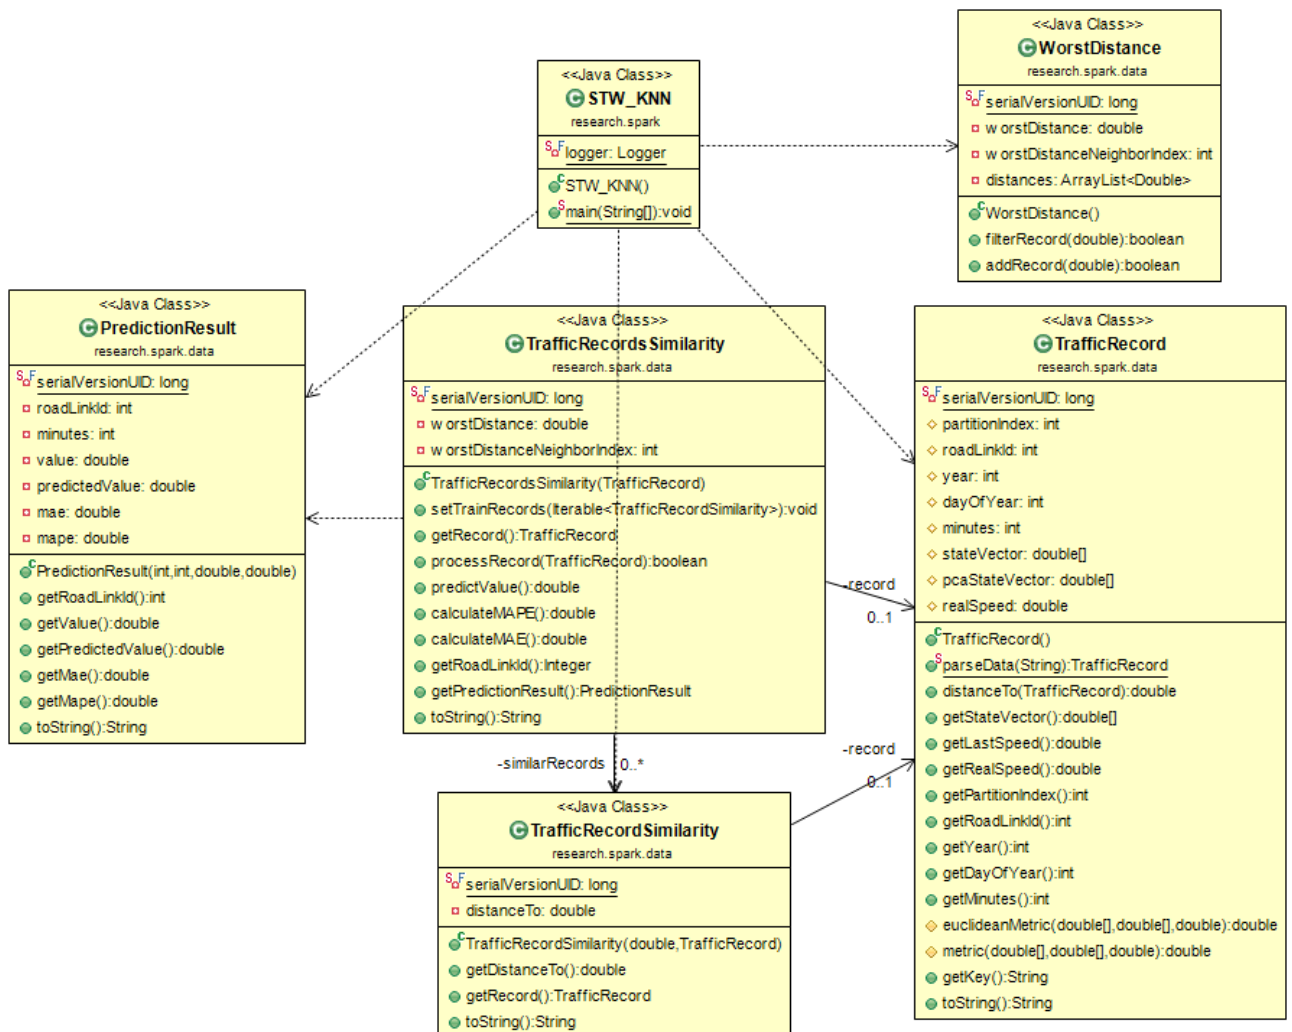 <<Java Class>>
STW_KNN
research.spark
logger: Logger
STW_KNN()
main(String[]):void
<<Java Class>>
WorstDistance
research.spark.data
serialVersionUID: long
worstDistance: double
worstDistanceNeighborIndex: int
distances: ArrayList<Double>
WorstDistance()
filterRecord(double):boolean
addRecord(double):boolean
<<Java Class>>
PredictionResult
research.spark.data
serialVersionUID: long
roadLinkId: int
minutes: int
value: double
predictedValue: double
mae: double
mape: double
PredictionResult(int,int,double,double)
getRoadLinkId():int
getValue():double
getPredictedValue():double
getMae():double
getMape():double
toString():String
<<Java Class>>
TrafficRecordsSimilarity
research.spark.data
serialVersionUID: long
worstDistance: double
worstDistanceNeighborIndex: int
TrafficRecordsSimilarity(TrafficRecord)
setTrainRecords(Iterable<TrafficRecordSimilarity>):void
getRecord():TrafficRecord
processRecord(TrafficRecord):boolean
predictValue():double
calculateMAPE():double
calculateMAE():double
getRoadLinkId():Integer
getPredictionResult():PredictionResult
toString():String
<<Java Class>>
TrafficRecord
research.spark.data
serialVersionUID: long
partitionIndex: int
roadLinkId: int
year: int
dayOfYear: int
minutes: int
stateVector: double[]
pcaStateVector: double[]
realSpeed: double
TrafficRecord()
parseData(String):TrafficRecord
distanceTo(TrafficRecord):double
getStateVector():double[]
getLastSpeed():double
getRealSpeed():double
getPartitionIndex():int
getRoadLinkId():int
getYear():int
getDayOfYear():int
getMinutes():int
euclideanMetric(double[],double[],double):double
metric(double[],double[],double):double
getKey():String
toString():String
-record
0..1
-similarRecords
0..*
-record
0..1
<<Java Class>>
TrafficRecordSimilarity
research.spark.data
serialVersionUID: long
distanceTo: double
TrafficRecordSimilarity(double,TrafficRecord)
getDistanceTo():double
getRecord():TrafficRecord
toString():String